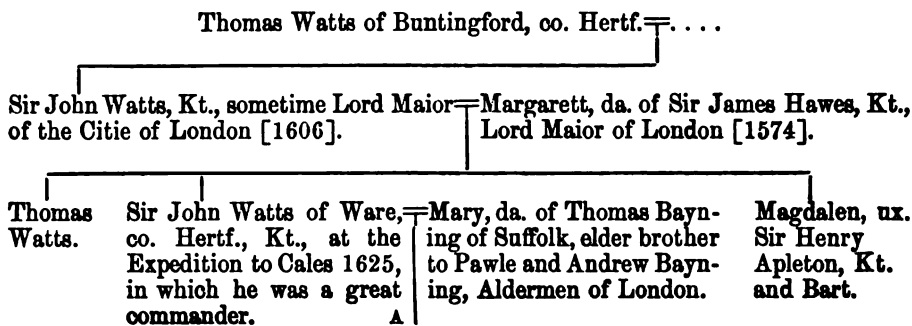 Thomas Watts of Buntingford, co. Hertf.=. . . .
Sir John Watts, Kt., sometime Lord Maior=Margarett, da. of Sir James Hawes, Kt.,
of the Citie of London [1606]. Lord Maior of London [1574].
Thomas
Watts.
Sir John Watts of Ware,=
co. Hertf., Kt., at the
Expedition to Cales 1625,
in which he was a great
commander. A
Mary, da. of Thomas Bayn-
ing of Suffolk, elder brother
to Pawle and Andrew Bayn-
ing, Aldermen of London.
Magdalen, ux.
Sir Henry
Apleton, Kt.
and Bart.